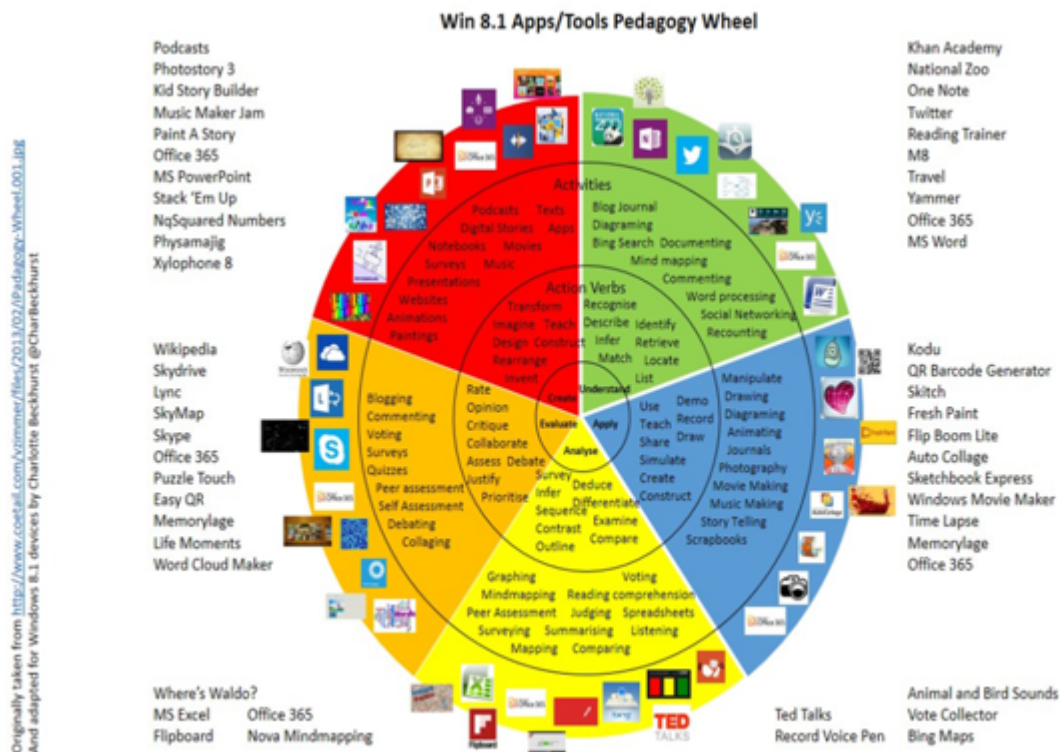 Win 8.1 Apps/Tools Pedagogy Wheel
Podcasts
Photostory 3
Kid Story Builder
Music Maker Jam
Paint A Story
Office 365
MS PowerPoint
Stack 'Em Up
NqSquared Numbers
Physamajig
Xylophone 8
Khan Academy
National Zoo
One Note
Twitter
Reading Trainer
M8
Travel
Yammer
Office 365
MS Word
Activities
Podcasts Texts
Digital Stories Apps
Notebooks Movies
Surveys Music
Presentations
Websites
Animations
Paintings
Blog Journal
Diagraming
Bing Search Documenting
Mind mapping
Commenting
Word processing
Social Networking
Recounting
Action Verbs
Transform
Imagine Teach
Design Construct
Rearrange
Invent
Create
Recognise
Describe Identify
Infer Retrieve
Match Locate
List
Understand
Wikipedia
Skydrive
Lync
SkyMap
Skype
Office 365
Puzzle Touch
Easy QR
Memorylage
Life Moments
Word Cloud Maker
Blogging
Commenting
Voting
Surveys
Quizzes
Peer assessment
Self Assessment
Debating
Collaging
Rate
Opinion
Critique
Collaborate
Assess Debate
Justify
Prioritise
Evaluate
Apply
Analyse
Use Demo
Teach Record
Share Draw
Simulate
Create
Construct
Manipulate
Drawing
Diagraming
Animating
Journals
Photography
Movie Making
Music Making
Story Telling
Scrapbooks
Kodu
QR Barcode Generator
Skitch
Fresh Paint
Flip Boom Lite
Auto Collage
Sketchbook Express
Windows Movie Maker
Time Lapse
Memorylage
Office 365
Survey Deduce
Infer Differentiate
Sequence Examine
Contrast Compare
Outline
Graphing Voting
Mindmapping Reading comprehension
Peer Assessment Judging Spreadsheets
Surveying Summarising Listening
Mapping Comparing
Where's Waldo?
MS Excel Office 365
Flipboard Nova Mindmapping
Flipboard
TED
TALKS
Ted Talks
Record Voice Pen
Animal and Bird Sounds
Vote Collector
Bing Maps
Office 365
Office 365
Office 365
Office 365
Office 365
Originally taken from http://www.coetail.com/vzimmer/files/2013/02/iPadagogy-Wheel.001.jpg
And adapted for Windows 8.1 devices by Charlotte Beckhurst @CharBeckhurst